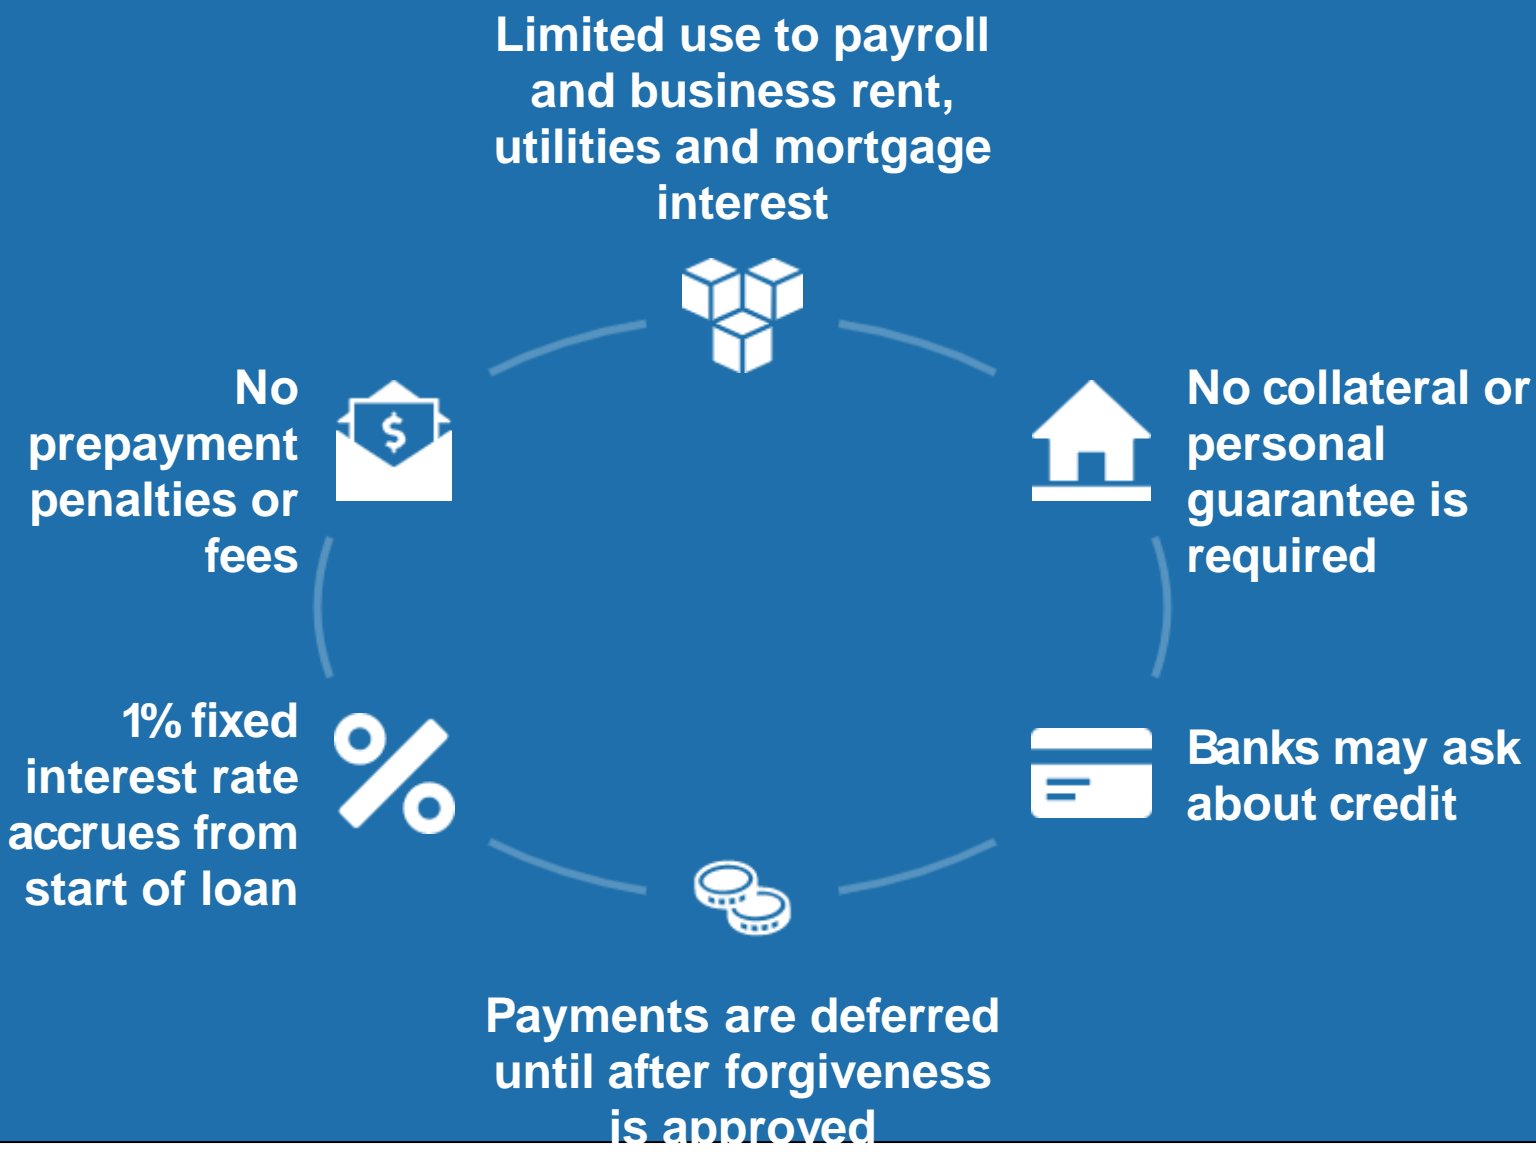 Limited use to payroll
and business rent,
utilities and mortgage
interest
No collateral or
personal
guarantee is
required
Banks may ask
about credit
Payments are deferred
until after forgiveness
is approved
1% fixed
interest rate
accrues from
start of loan
No
prepayment
penalties or
fees
$